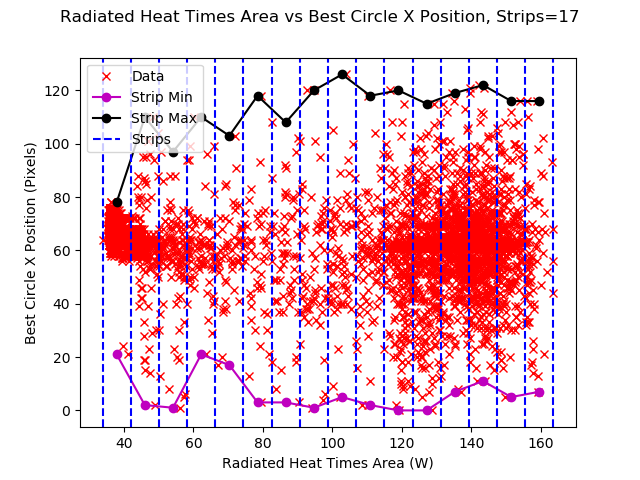 Radiated Heat Times Area vs Best Circle X Position, Strips=17
Data
Strip Min
Strip Max
Strips
Best Circle X Position (Pixels)
120
100
80
60
40
20
0
40 60 80 100 120 140 160
Radiated Heat Times Area (W)